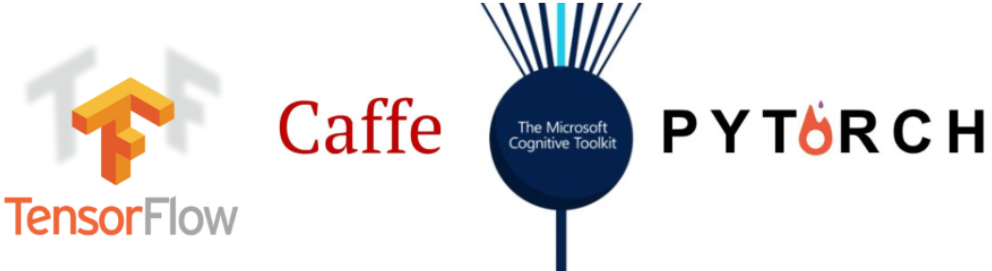 TensorFlow
Caffe
The Microsoft
Cognitive Toolkit
PYTORCH